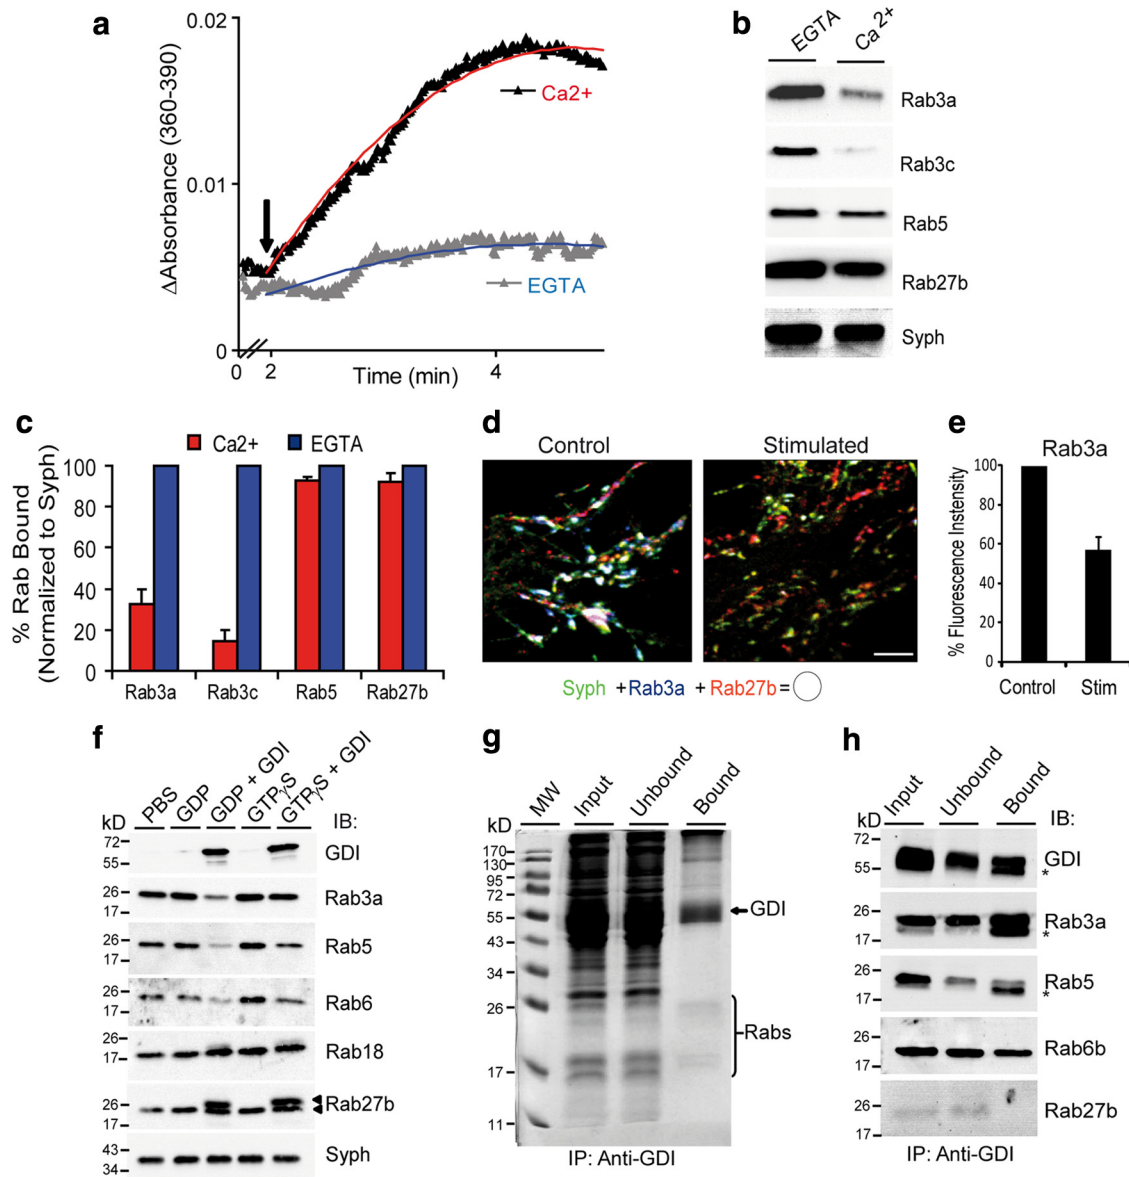 a
0.02
0.01
0
ΔAbsorbance (360-390)
Ca2+
EGTA
0 2 4
Time (min)
b
EGTA Ca 2+
Rab3a
Rab3c
Rab5
Rab27b
Syph
c
Ca2+ EGTA
% Rab Bound
(Normalized to Syph)
100
80
60
40
20
0
Rab3a Rab3c Rab5 Rab27b
d
Control Stimulated
Syph +Rab3a +Rab27b=
e
Rab3a
% Fluorescence Instensity
100
80
60
40
20
0
Control Stim
f
PBS GDP GDP + GDI GTPγS GTPγS + GDI
kD IB:
72
55
GDI
26
17
Rab3a
26
17
Rab5
26
17
Rab6
26
17
Rab18
26
17
Rab27b
43
34
Syph
g
MW Input Unbound Bound
kD
170
130
95
72
55
43
34
26
17
11
GDI
Rabs
IP: Anti-GDI
h
Input Unbound Bound
kD IB:
72
55
GDI
*
26
17
Rab3a
*
26
17
Rab5
*
26
17
Rab6b
26
17
Rab27b
IP: Anti-GDI